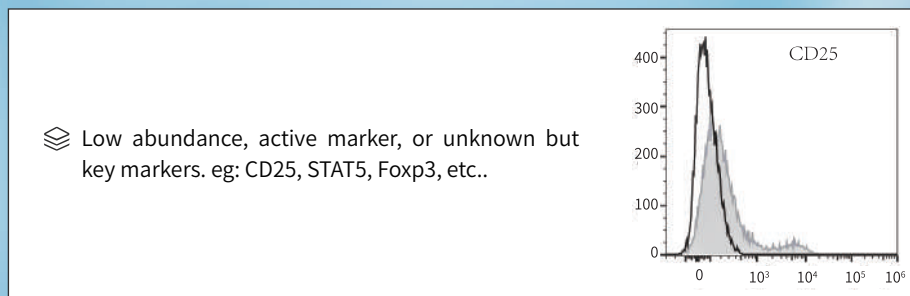 Low abundance, active marker, or unknown but
key markers. eg: CD25, STAT5, Foxp3, etc..
CD25
400
300
200
100
0
0 10³ 10⁴ 10⁵ 10⁶